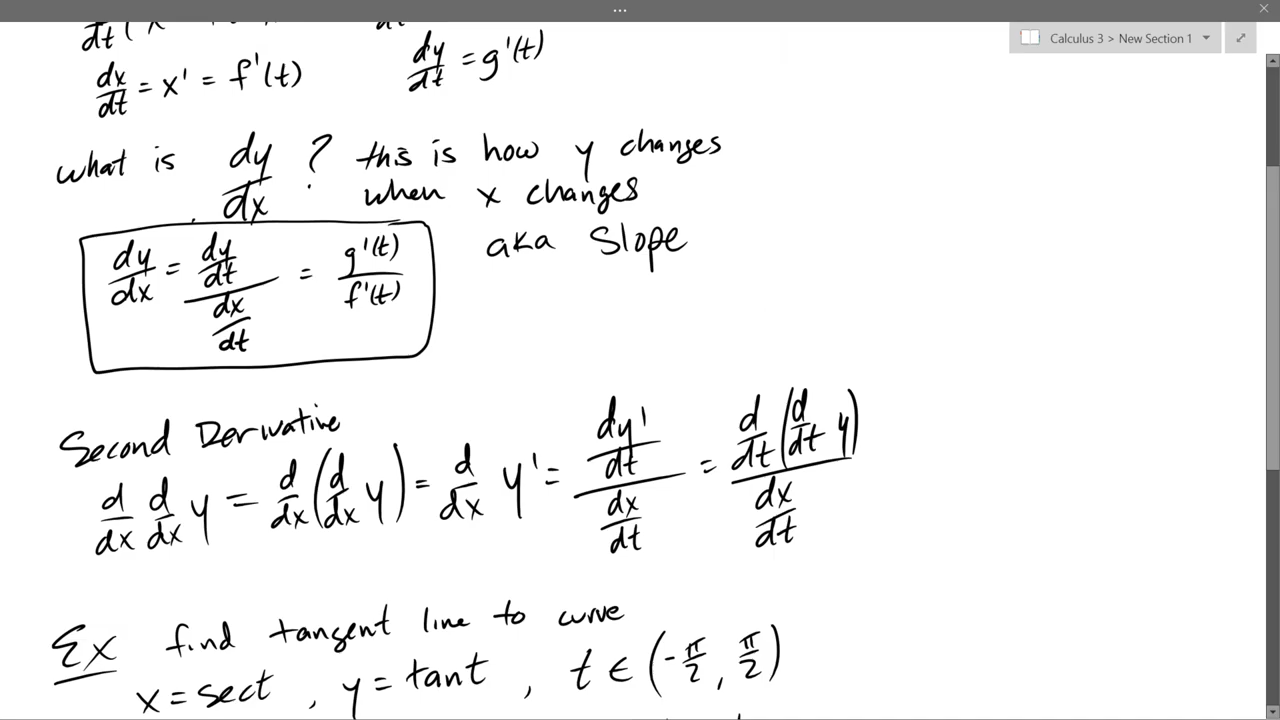 Calculus 3 > New Section 1
dx/dt = x' = f'(t)    dy/dt = g'(t)
what is dy/dx ? this is how y changes
when x changes
aka Slope
dy/dx = (dy/dt)/(dx/dt) = g'(t)/f'(t)
Second Derivative
d/dx d/dx y = d/dx (d/dx y) = d/dx y' = (dy'/dt)/(dx/dt) = (d/dt (d/dt y))/(dx/dt)
Ex find tangent line to curve
x = sect , y = tant , t ∈ (-π/2, π/2)